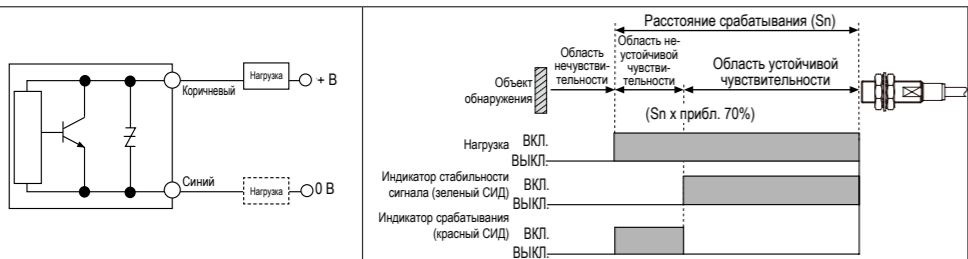 Коричневый
Нагрузка
+ В
Синий
Нагрузка
0 В
Расстояние срабатывания (Sn)
Область
нечувстви-
тельности
Область не-
устойчивой
чувстви-
тельности
Область устойчивой
чувствительности
Объект
обнаружения
(Sn x прибл. 70%)
Нагрузка
ВКЛ.
ВЫКЛ.
Индикатор стабильности
сигнала (зеленый СИД)
ВКЛ.
ВЫКЛ.
Индикатор срабатывания
(красный СИД)
ВКЛ.
ВЫКЛ.